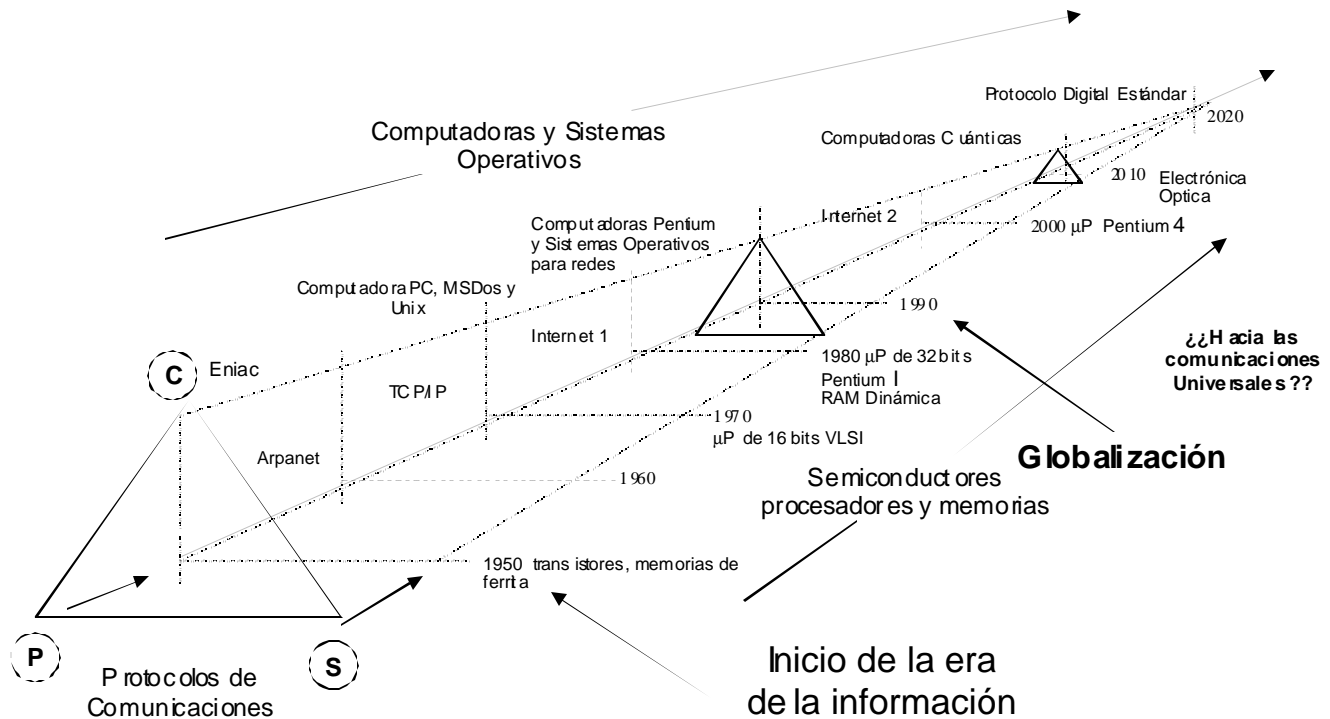 Protocolo Digital Estándar
2020
Computadoras y Sistemas
Operativos
Computadoras Cuánticas
2010
Electrónica
Optica
Internet 2
2000 µP Pentium 4
Computadoras Pentium
y Sistemas Operativos
para redes
Computadora PC, MSDos y
Unix
1990
Internet 1
¿¿Hacia las
comunicaciones
Universales??
1980 µP de 32 bits
Pentium I
RAM Dinámica
C
Eniac
TCP/IP
1970
µP de 16 bits VLSI
Arpanet
Globalización
1960
Semiconductores
procesadores y memorias
1950 transistores, memorias de
ferrita
P
S
Protocolos de
Comunicaciones
Inicio de la era
de la información